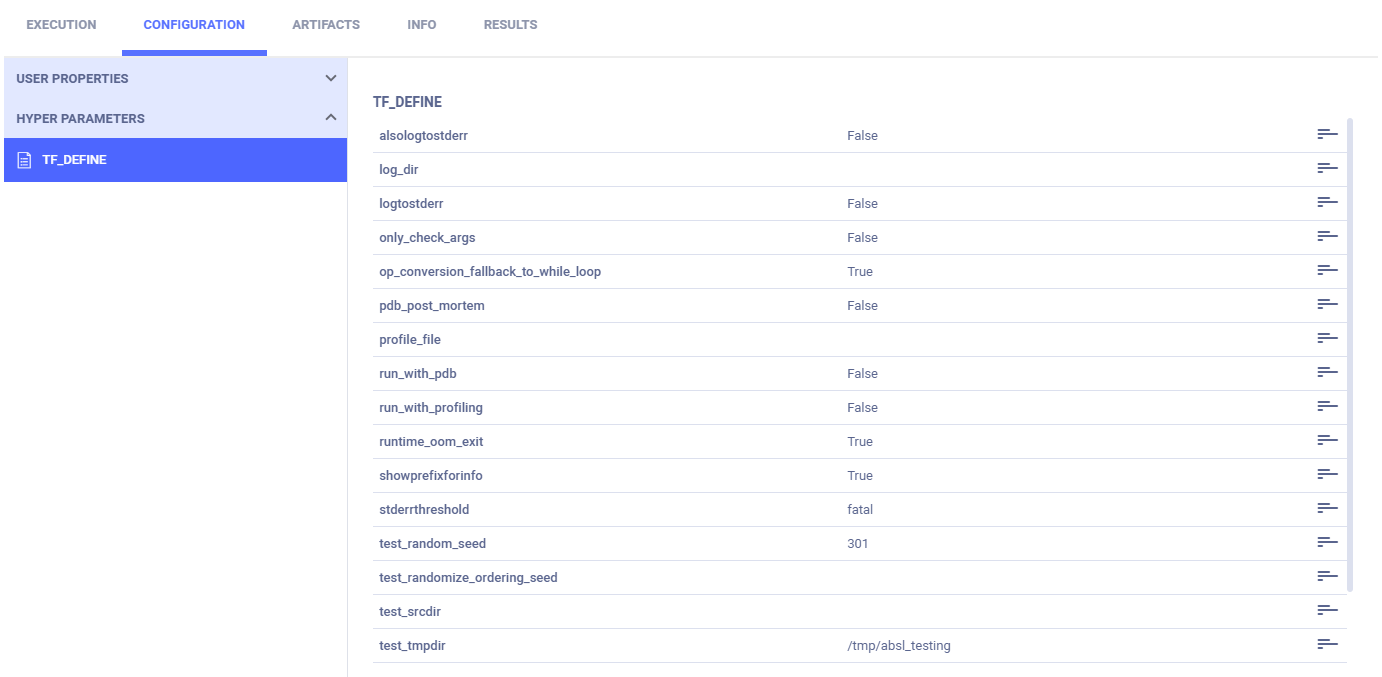 EXECUTION CONFIGURATION ARTIFACTS INFO RESULTS
USER PROPERTIES
HYPER PARAMETERS
TF_DEFINE
TF_DEFINE
alsologtostderr False
log_dir
logtostderr False
only_check_args False
op_conversion_fallback_to_while_loop True
pdb_post_mortem False
profile_file
run_with_pdb False
run_with_profiling False
runtime_oom_exit True
showprefixforinfo True
stderrthreshold fatal
test_random_seed 301
test_randomize_ordering_seed
test_srcdir
test_tmpdir /tmp/absl_testing